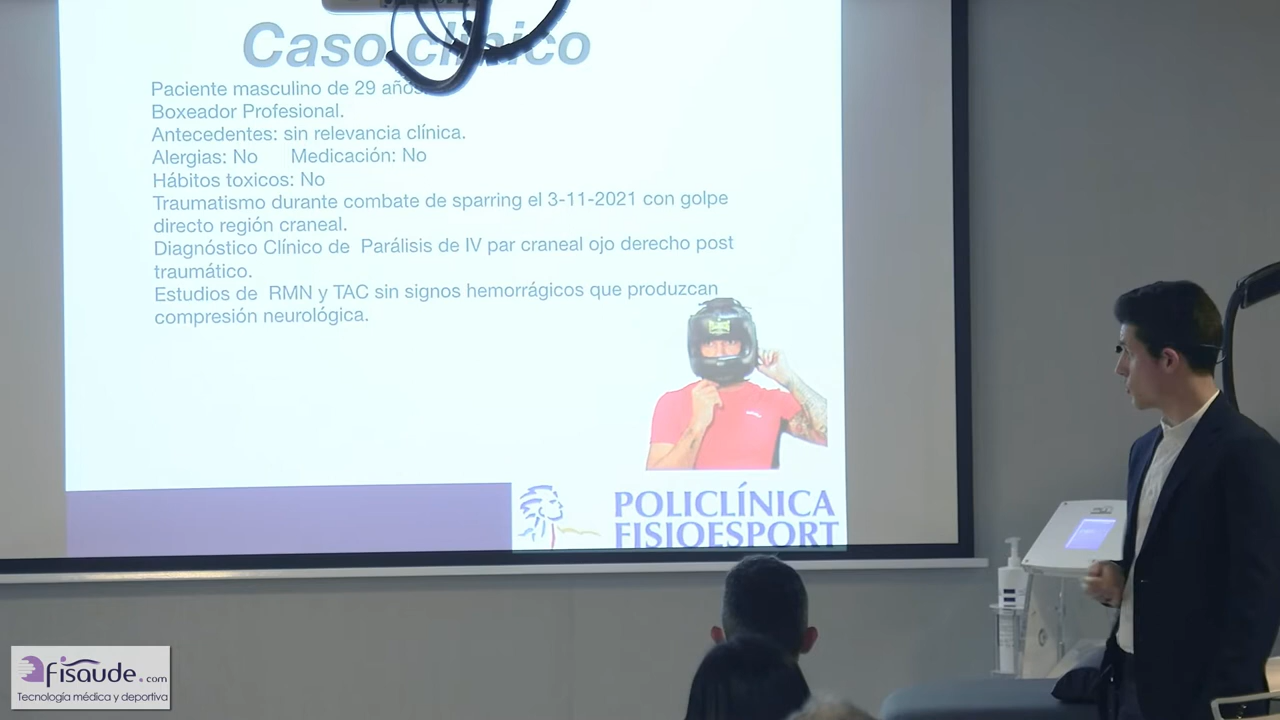 Caso clínico
Paciente masculino de 29 años.
Boxeador Profesional.
Antecedentes: sin relevancia clínica.
Alergias: No Medicación: No
Hábitos toxicos: No
Traumatismo durante combate de sparring el 3-11-2021 con golpe
directo región craneal.
Diagnóstico Clínico de Parálisis de IV par craneal ojo derecho post
traumático.
Estudios de RMN y TAC sin signos hemorrágicos que produzcan
compresión neurológica.
POLICLÍNICA
FISIOESPORT
fisaude.com
Tecnología médica y deportiva